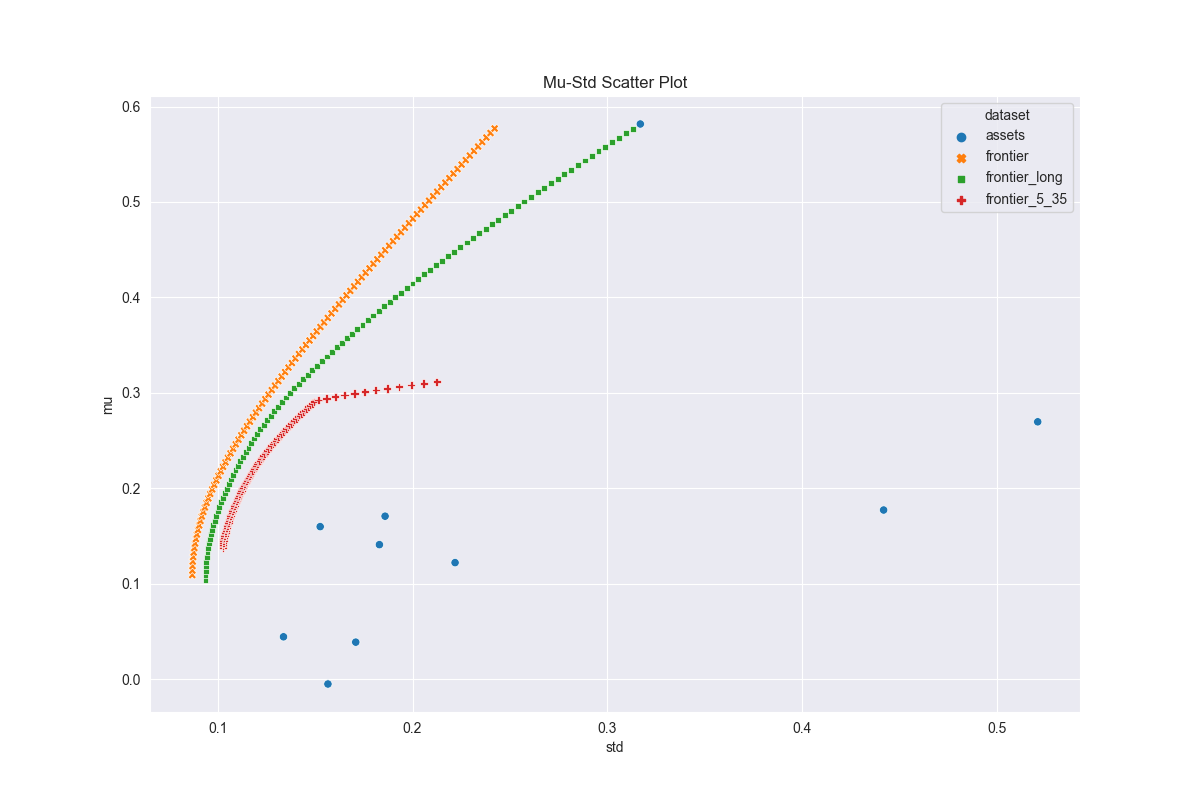 Mu-Std Scatter Plot
dataset
assets
frontier
frontier_long
frontier_5_35
mu
0.6
0.5
0.4
0.3
0.2
0.1
0.0
0.1 0.2 0.3 0.4 0.5
std